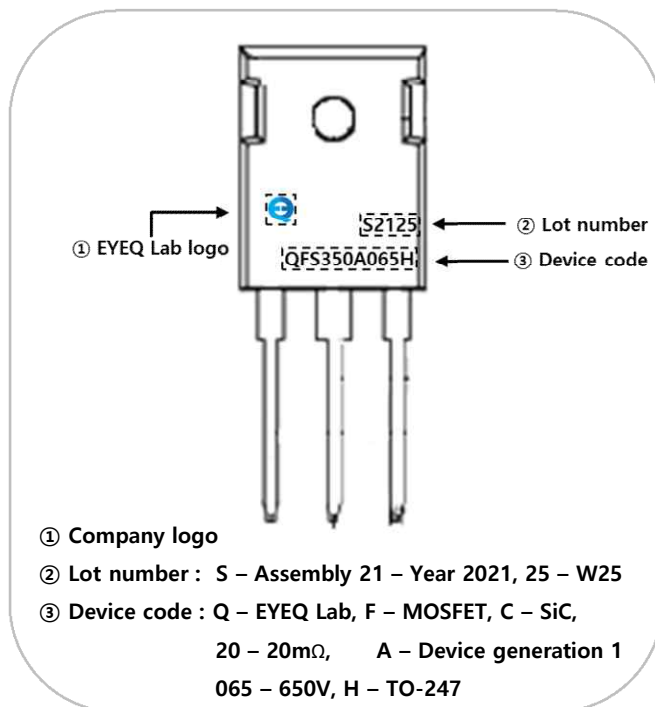 S2125
② Lot number
① EYEQ Lab logo
QFS350A065H
③ Device code
① Company logo
② Lot number : S – Assembly 21 – Year 2021, 25 – W25
③ Device code : Q – EYEQ Lab, F – MOSFET, C – SiC,
20 – 20mΩ, A – Device generation 1
065 – 650V, H – TO-247